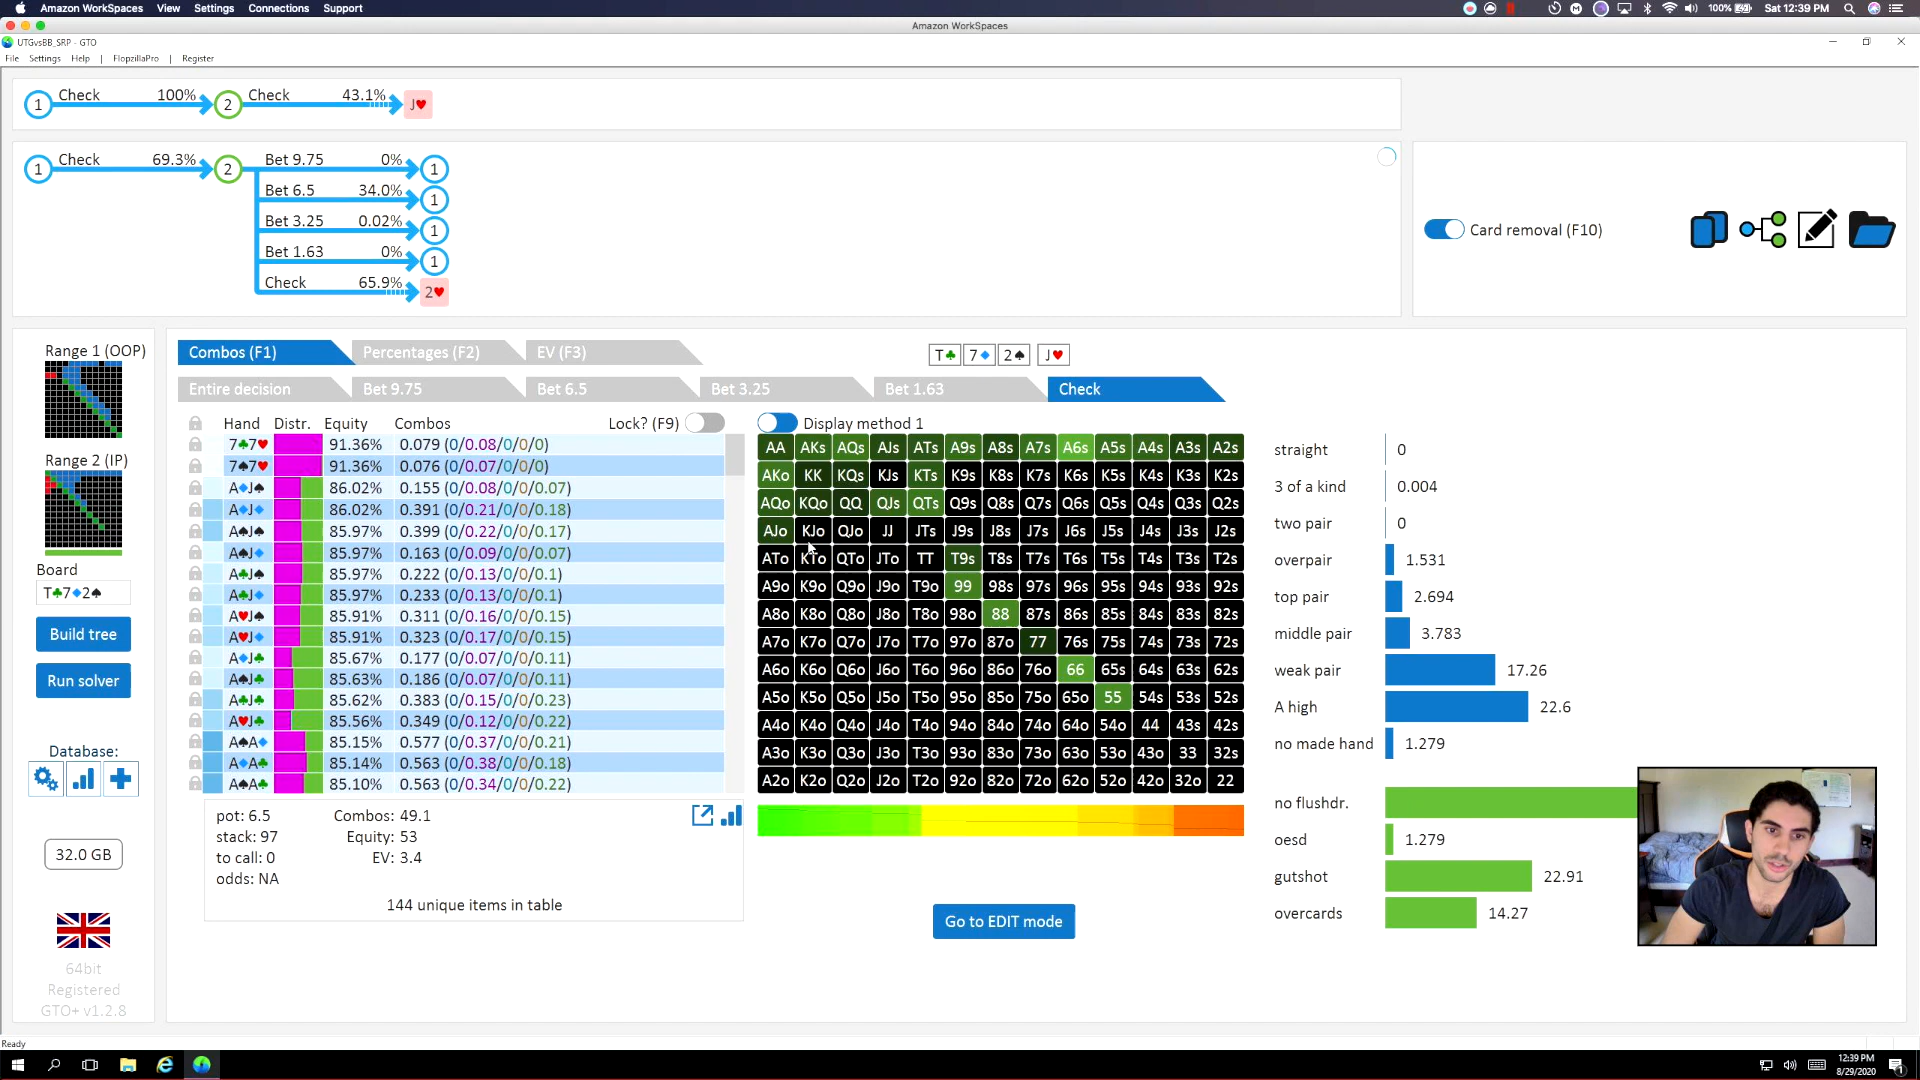 Amazon WorkSpaces View Settings Connections Support
100% Sat 12:39 PM
Amazon WorkSpaces
UTGvsBB_SRP - GTO
File Settings Help | FlopzillaPro | Register
1 Check 100% 2 Check 43.1% J♥
1 Check 69.3% 2 Bet 9.75 0% 1
Bet 6.5 34.0% 1
Bet 3.25 0.02% 1
Bet 1.63 0% 1
Check 65.9% 2♥
Card removal (F10)
Range 1 (OOP)
Range 2 (IP)
Board
T♣7♦2♠
Build tree
Run solver
Database:
32.0 GB
64bit
Registered
GTO+ v1.2.8
Combos (F1) Percentages (F2) EV (F3)
T♣ 7♦ 2♠ J♥
Entire decision Bet 9.75 Bet 6.5 Bet 3.25 Bet 1.63 Check
Hand Distr. Equity Combos Lock? (F9)
7♣7♥ 91.36% 0.079 (0/0.08/0/0/0)
7♠7♥ 91.36% 0.076 (0/0.07/0/0/0)
A♦J♠ 86.02% 0.155 (0/0.08/0/0/0.07)
A♦J♦ 86.02% 0.391 (0/0.21/0/0/0.18)
A♠J♠ 85.97% 0.399 (0/0.22/0/0/0.17)
A♠J♦ 85.97% 0.163 (0/0.09/0/0/0.07)
A♣J♠ 85.97% 0.222 (0/0.13/0/0/0.1)
A♣J♦ 85.97% 0.233 (0/0.13/0/0/0.1)
A♥J♠ 85.91% 0.311 (0/0.16/0/0/0.15)
A♥J♦ 85.91% 0.323 (0/0.17/0/0/0.15)
A♦J♣ 85.67% 0.177 (0/0.07/0/0/0.11)
A♠J♣ 85.63% 0.186 (0/0.07/0/0/0.11)
A♣J♣ 85.62% 0.383 (0/0.15/0/0/0.23)
A♥J♣ 85.56% 0.349 (0/0.12/0/0/0.22)
A♠A♦ 85.15% 0.577 (0/0.37/0/0/0.21)
A♦A♣ 85.14% 0.563 (0/0.38/0/0/0.18)
A♠A♣ 85.10% 0.563 (0/0.34/0/0/0.22)
pot: 6.5 Combos: 49.1
stack: 97 Equity: 53
to call: 0 EV: 3.4
odds: NA
144 unique items in table
Display method 1
AA AKs AQs AJs ATs A9s A8s A7s A6s A5s A4s A3s A2s
AKo KK KQs KJs KTs K9s K8s K7s K6s K5s K4s K3s K2s
AQo KQo QQ QJs QTs Q9s Q8s Q7s Q6s Q5s Q4s Q3s Q2s
AJo KJo QJo JJ JTs J9s J8s J7s J6s J5s J4s J3s J2s
ATo KTo QTo JTo TT T9s T8s T7s T6s T5s T4s T3s T2s
A9o K9o Q9o J9o T9o 99 98s 97s 96s 95s 94s 93s 92s
A8o K8o Q8o J8o T8o 98o 88 87s 86s 85s 84s 83s 82s
A7o K7o Q7o J7o T7o 97o 87o 77 76s 75s 74s 73s 72s
A6o K6o Q6o J6o T6o 96o 86o 76o 66 65s 64s 63s 62s
A5o K5o Q5o J5o T5o 95o 85o 75o 65o 55 54s 53s 52s
A4o K4o Q4o J4o T4o 94o 84o 74o 64o 54o 44 43s 42s
A3o K3o Q3o J3o T3o 93o 83o 73o 63o 53o 43o 33 32s
A2o K2o Q2o J2o T2o 92o 82o 72o 62o 52o 42o 32o 22
Go to EDIT mode
straight 0
3 of a kind 0.004
two pair 0
overpair 1.531
top pair 2.694
middle pair 3.783
weak pair 17.26
A high 22.6
no made hand 1.279
no flushdr.
oesd 1.279
gutshot 22.91
overcards 14.27
Ready
12:39 PM
8/29/2020